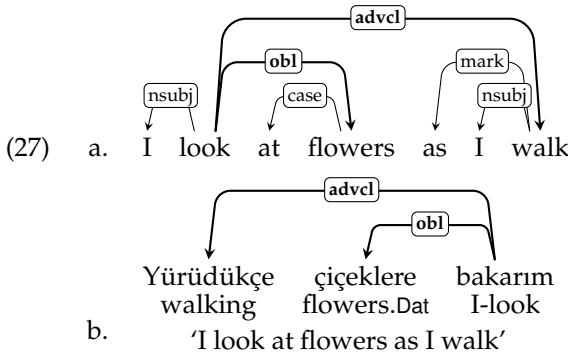 advcl
obl mark
nsubj case nsubj
(27) a. I look at flowers as I walk
advcl
obl
Yürüdükçe çiçeklere bakarım
walking flowers.Dat I-look
b. ‘I look at flowers as I walk’